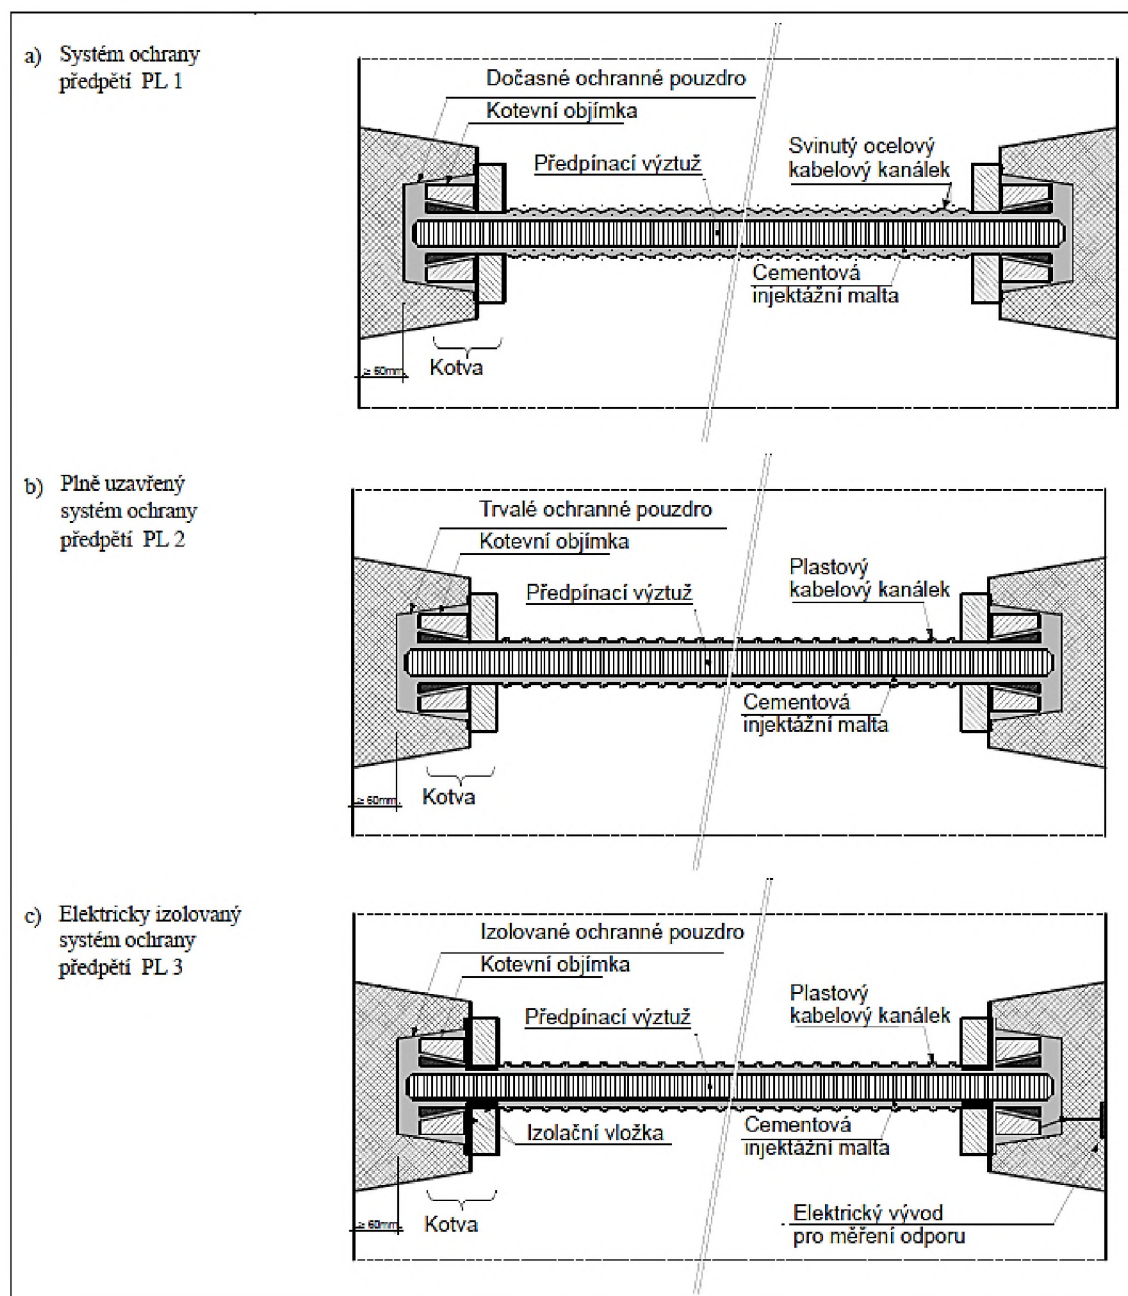 a) Systém ochrany
předpětí PL 1
Dočasné ochranné pouzdro
Kotevní objímka
Předpínací výztuž
Svinutý ocelový
kabelový kanálek
Cementová
injektážní malta
≥ 60mm
Kotva
b) Plně uzavřený
systém ochrany
předpětí PL 2
Trvalé ochranné pouzdro
Kotevní objímka
Předpínací výztuž
Plastový
kabelový kanálek
Cementová
injektážní malta
≥ 60mm
Kotva
c) Elektricky izolovaný
systém ochrany
předpětí PL 3
Izolované ochranné pouzdro
Kotevní objímka
Předpínací výztuž
Plastový
kabelový kanálek
Izolační vložka
Cementová
injektážní malta
≥ 60mm
Kotva
Elektrický vývod
pro měření odporu